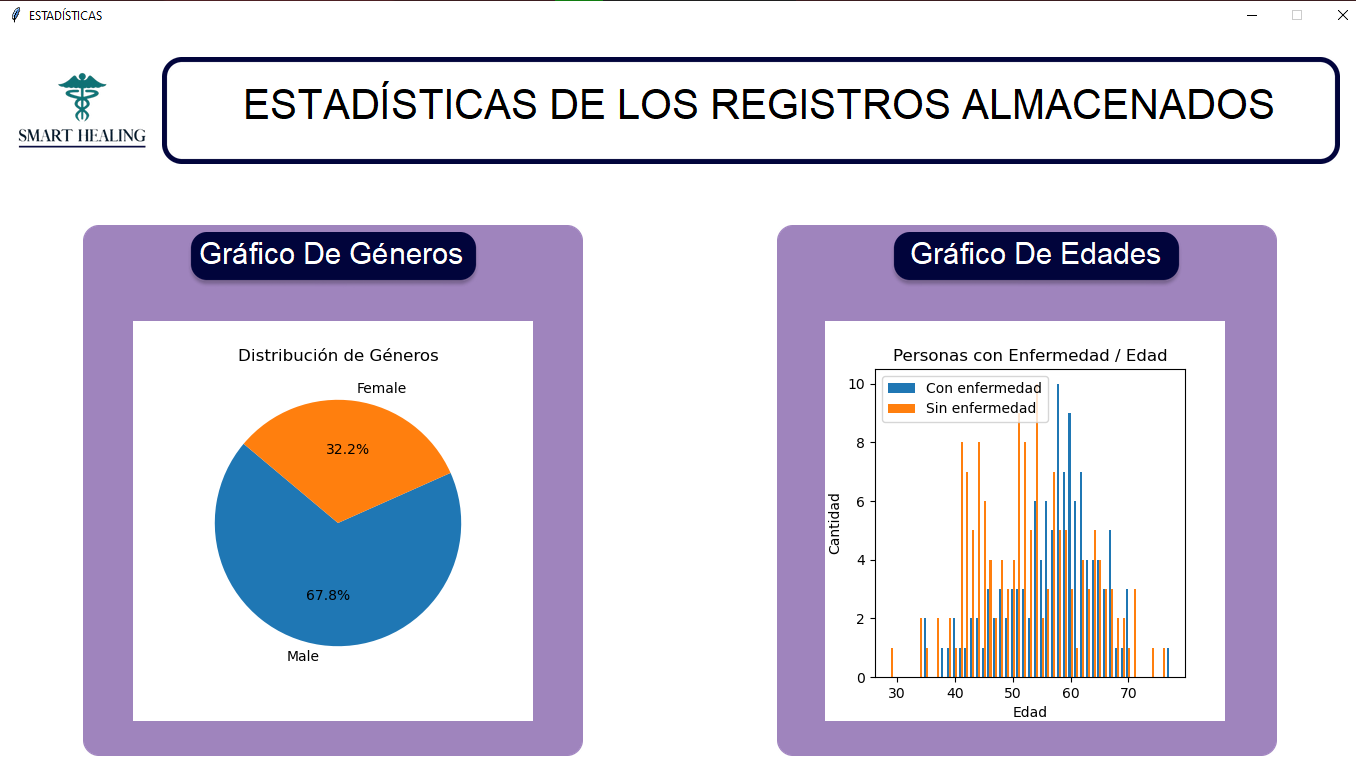 ESTADÍSTICAS
SMART HEALING
ESTADÍSTICAS DE LOS REGISTROS ALMACENADOS
Gráfico De Géneros
Distribución de Géneros
Female
32.2%
67.8%
Male
Gráfico De Edades
Personas con Enfermedad / Edad
Con enfermedad
Sin enfermedad
Cantidad
10
8
6
4
2
0
30 40 50 60 70
Edad